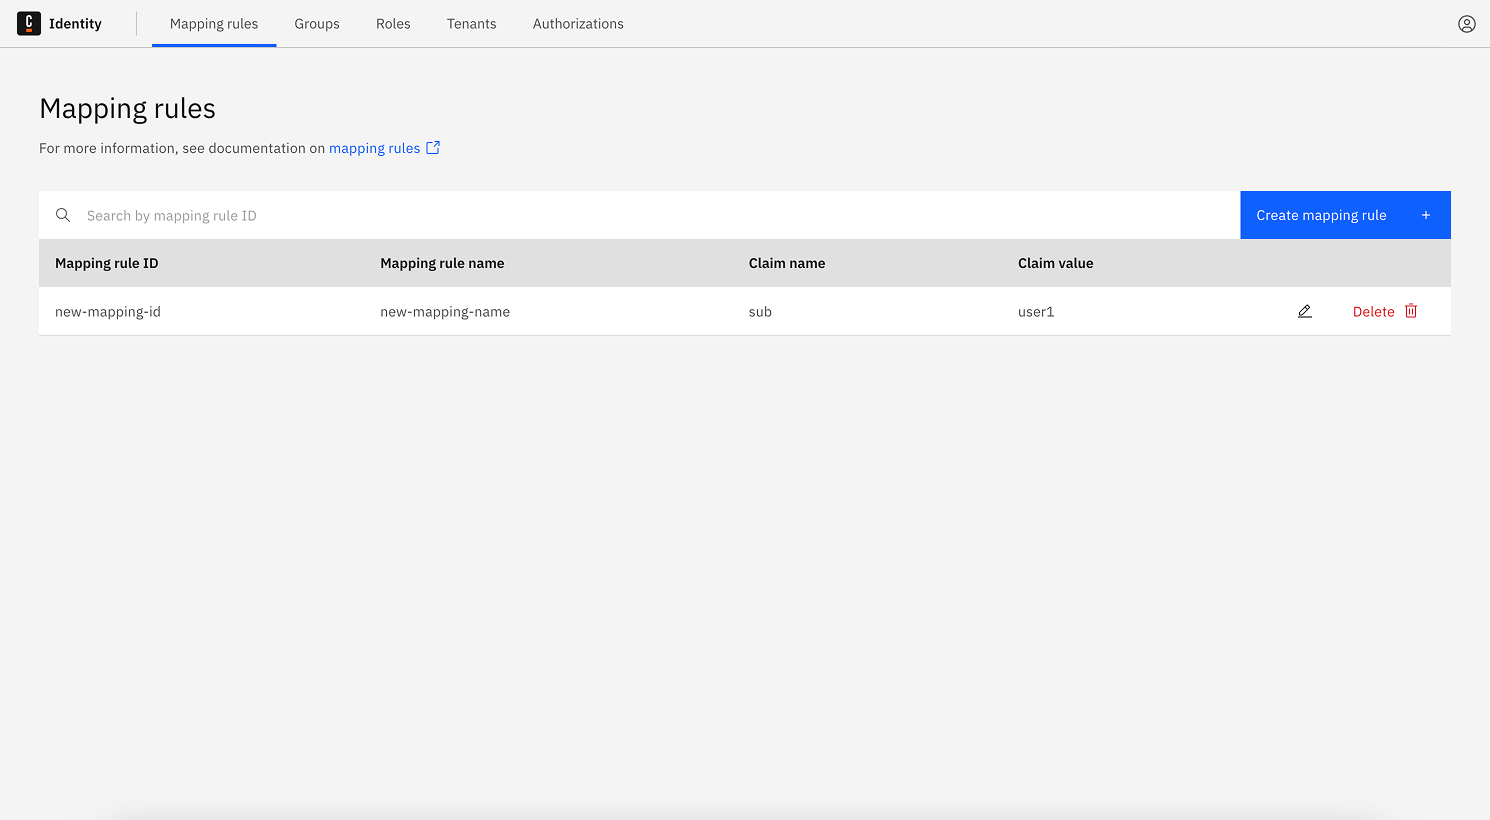 C Identity Mapping rules Groups Roles Tenants Authorizations
Mapping rules
For more information, see documentation on mapping rules
Search by mapping rule ID Create mapping rule +
Mapping rule ID Mapping rule name Claim name Claim value
new-mapping-id new-mapping-name sub user1 Delete